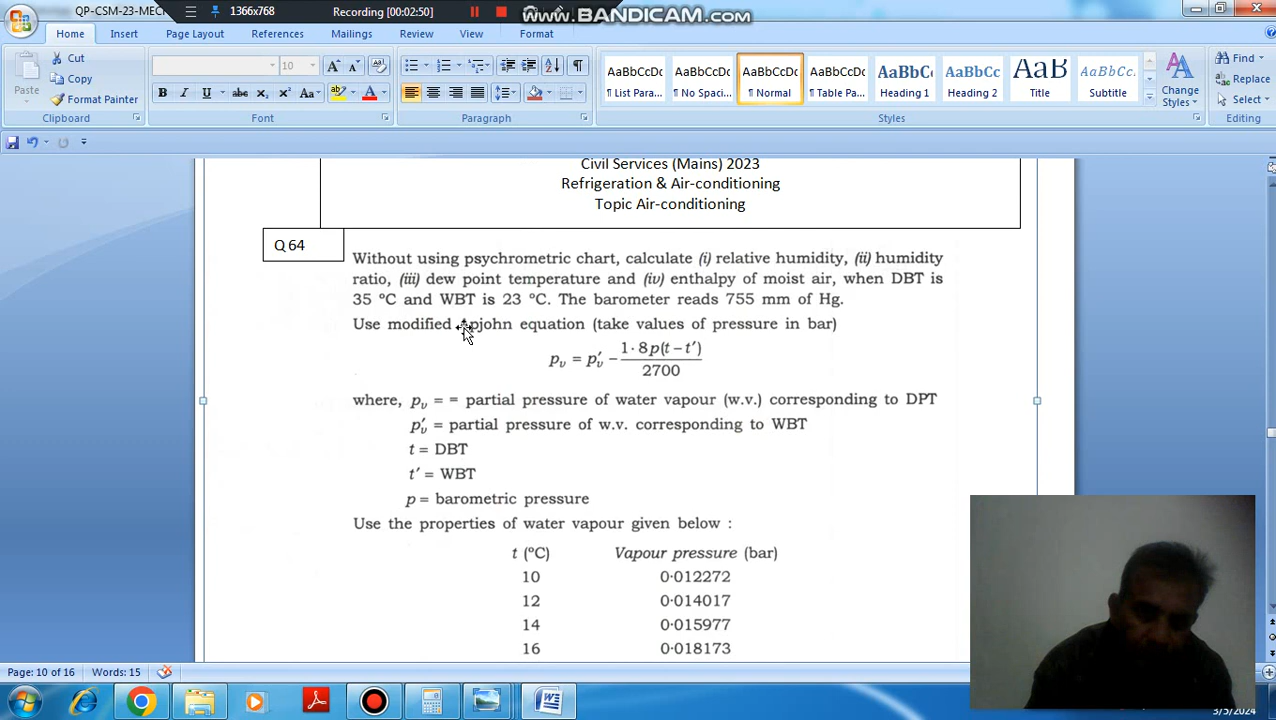 QP-CSM-23-MECH
1366x768
Recording [00:02:50]
www.BANDICAM.com
Home Insert Page Layout References Mailings Review View Format
Cut
Copy
Format Painter
Paste
10
B I U abc x₂ x² Aa
AaBbCcDc AaBbCcDc AaBbCcDc AaBbCcDc AaBbC AaBbCc AaB AaBbCc.
¶ List Para... ¶ No Spaci... ¶ Normal ¶ Table Pa... Heading 1 Heading 2 Title Subtitle
Change
Styles
Find
Replace
Select
Clipboard Font Paragraph Styles Editing
Civil Services (Mains) 2023
Refrigeration & Air-conditioning
Topic Air-conditioning
Q 64
Without using psychrometric chart, calculate (i) relative humidity, (ii) humidity
ratio, (iii) dew point temperature and (iv) enthalpy of moist air, when DBT is
35 °C and WBT is 23 °C. The barometer reads 755 mm of Hg.
Use modified Apjohn equation (take values of pressure in bar)
pᵥ = p′ᵥ − 1·8p(t − t′) / 2700
where, pᵥ = = partial pressure of water vapour (w.v.) corresponding to DPT
p′ᵥ = partial pressure of w.v. corresponding to WBT
t = DBT
t′ = WBT
p = barometric pressure
Use the properties of water vapour given below :
t (°C) Vapour pressure (bar)
10 0·012272
12 0·014017
14 0·015977
16 0·018173
Page: 10 of 16 Words: 15
3/5/2024